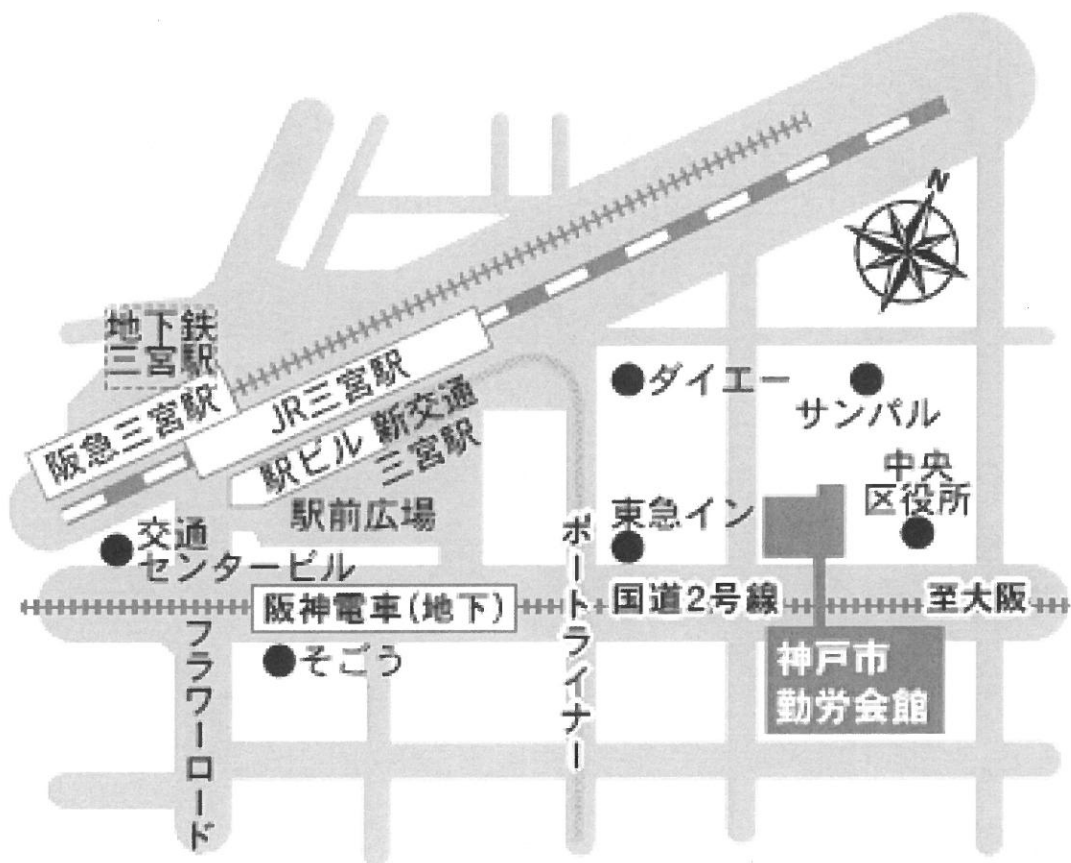 N
地下鉄
三宮駅
阪急三宮駅
JR三宮駅
駅ビル
新交通
三宮駅
駅前広場
ダイエー
サンパル
中央
区役所
東急イン
交通
センタービル
阪神電車(地下)
国道2号線
至大阪
そごう
フラワーロード
ポートライナー
神戸市
勤労会館